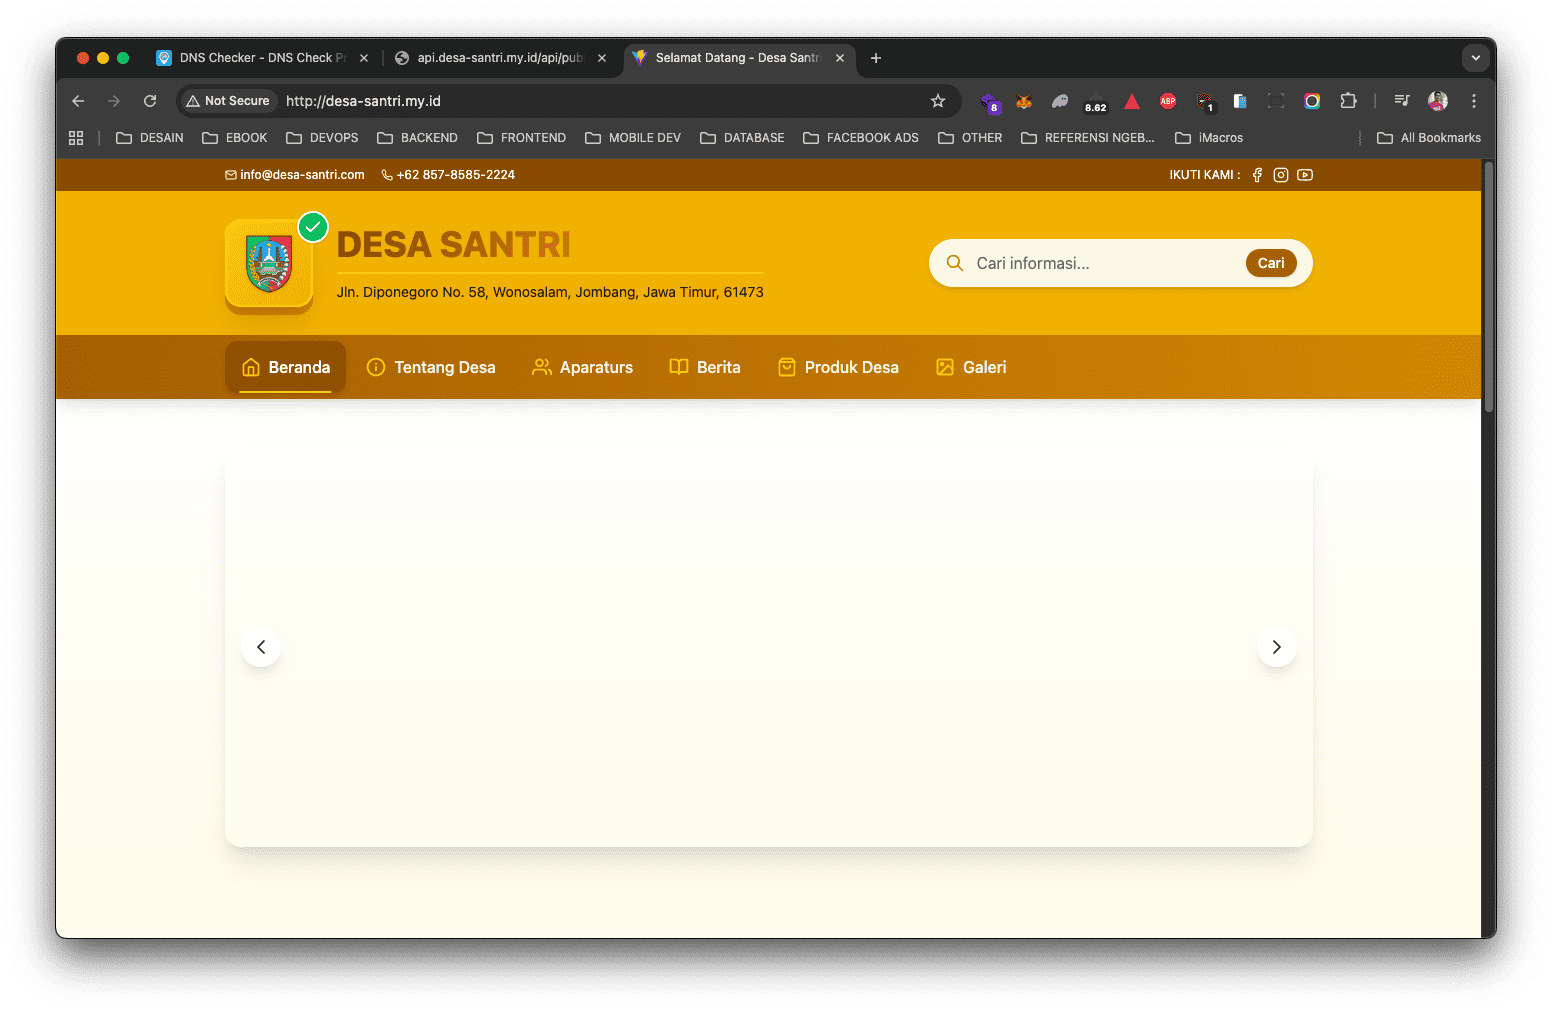 DNS Checker - DNS Check Pr
api.desa-santri.my.id/api/publ
Selamat Datang - Desa Santri
Not Secure
http://desa-santri.my.id
8
8.62
ABP
1
DESAIN
EBOOK
DEVOPS
BACKEND
FRONTEND
MOBILE DEV
DATABASE
FACEBOOK ADS
OTHER
REFERENSI NGEB...
iMacros
All Bookmarks
info@desa-santri.com
+62 857-8585-2224
IKUTI KAMI :
DESA SANTRI
Jln. Diponegoro No. 58, Wonosalam, Jombang, Jawa Timur, 61473
Cari informasi...
Cari
Beranda
Tentang Desa
Aparaturs
Berita
Produk Desa
Galeri